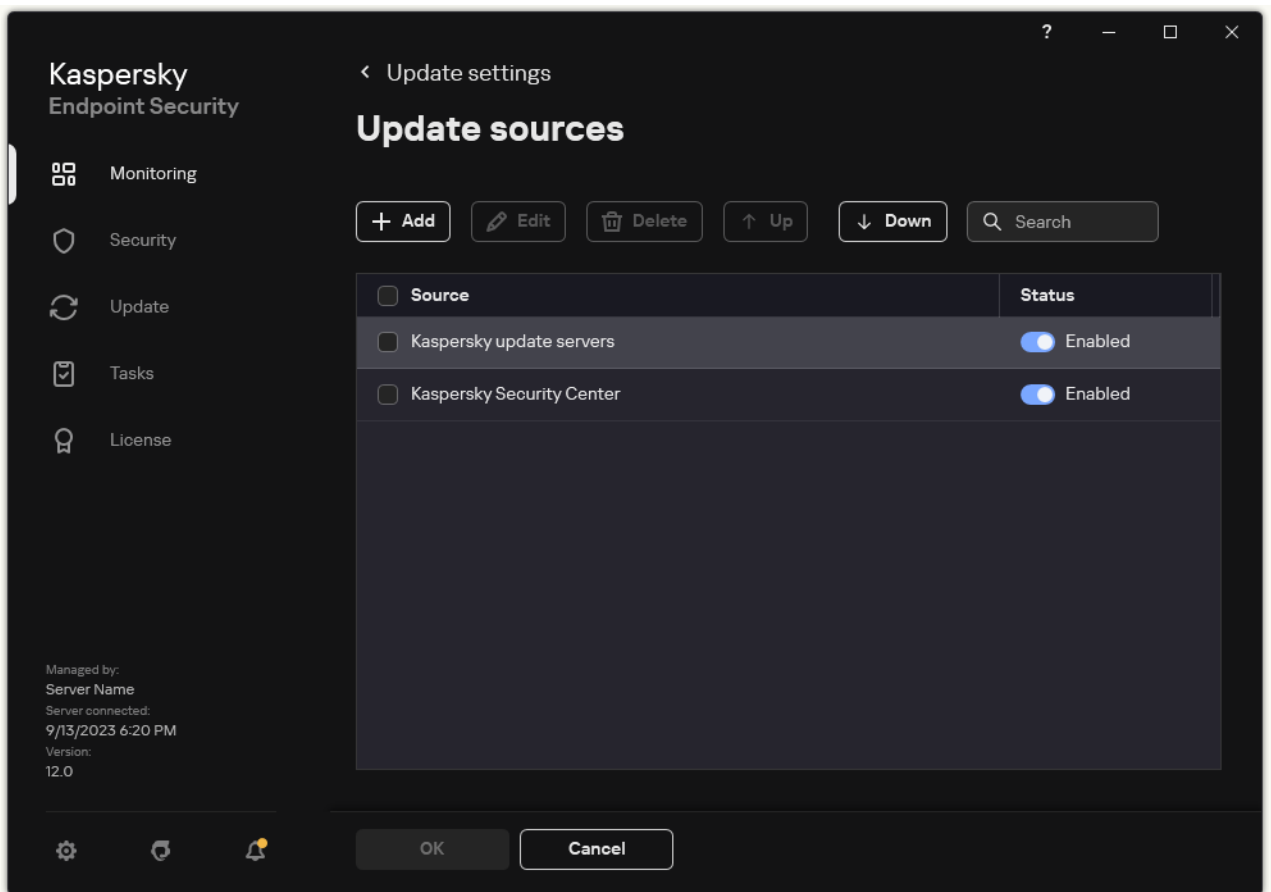 ?
Kaspersky
Endpoint Security
Monitoring
Security
Update
Tasks
License
Managed by:
Server Name
Server connected:
9/13/2023 6:20 PM
Version:
12.0
Update settings
Update sources
Add Edit Delete Up Down Search
Source Status
Kaspersky update servers Enabled
Kaspersky Security Center Enabled
OK Cancel